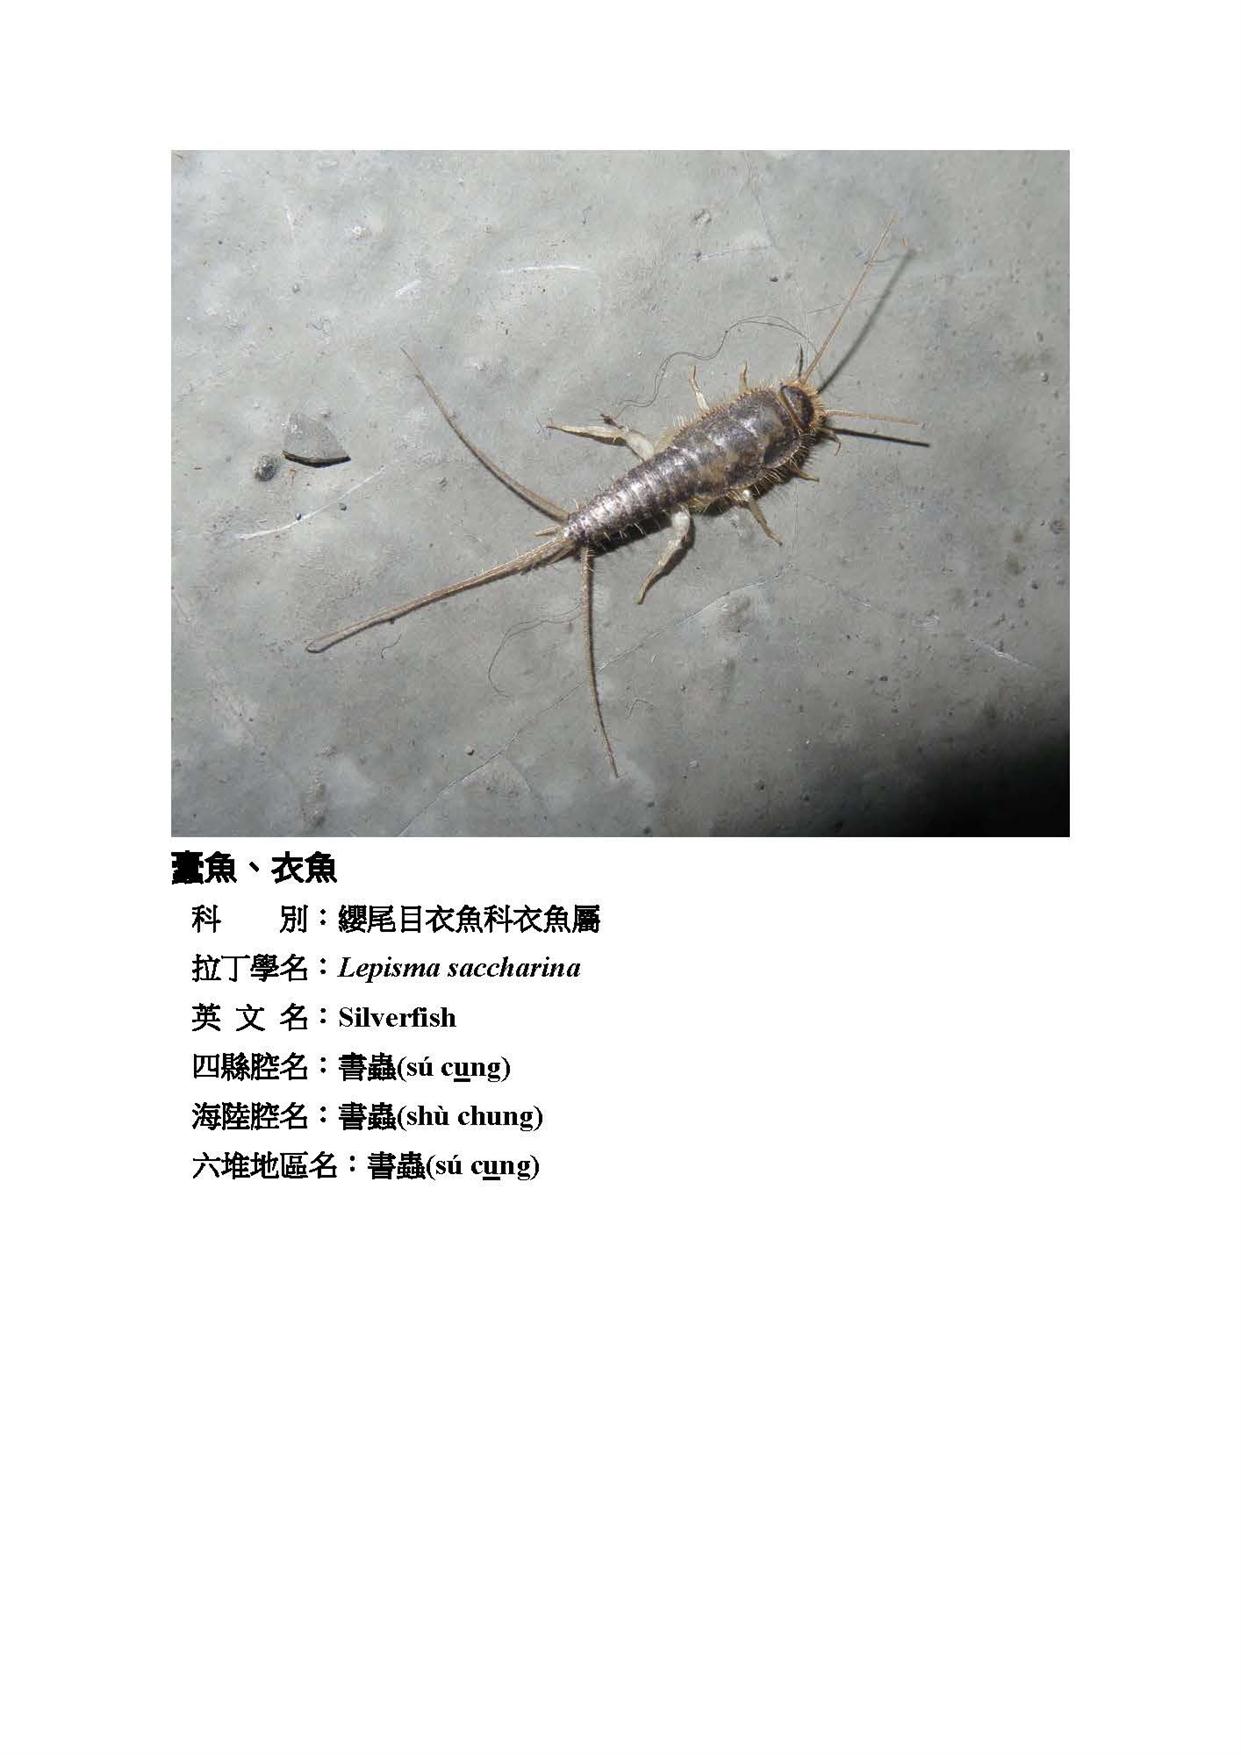 蠹魚、衣魚
科　　別：纓尾目衣魚科衣魚屬
拉丁學名：Lepisma saccharina
英 文 名：Silverfish
四縣腔名：書蟲(sú cung)
海陸腔名：書蟲(shù chung)
六堆地區名：書蟲(sú cung)